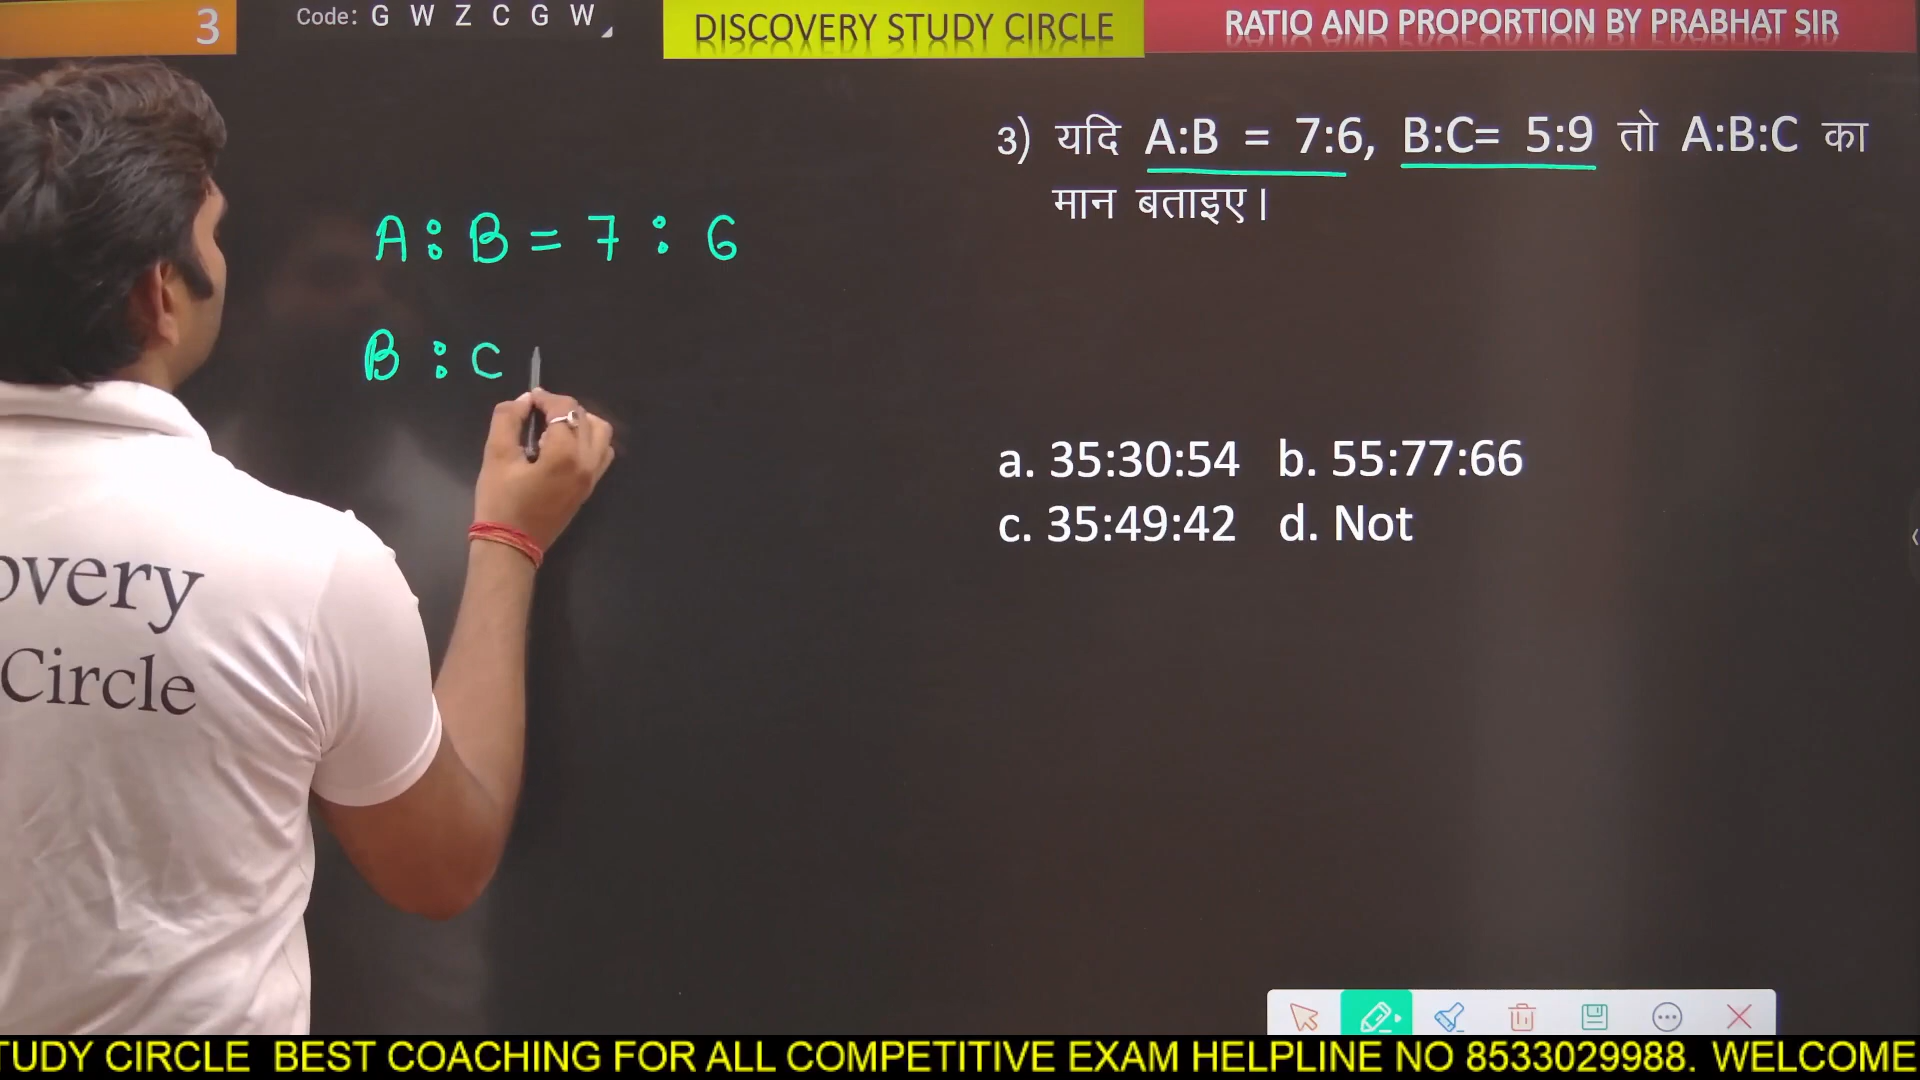 3
Code: G W Z C G W
DISCOVERY STUDY CIRCLE
RATIO AND PROPORTION BY PRABHAT SIR
3) यदि A:B = 7:6, B:C= 5:9 तो A:B:C का
मान बताइए।
A : B = 7 : 6
B : C
a. 35:30:54 b. 55:77:66
c. 35:49:42 d. Not
overy
Circle
TUDY CIRCLE BEST COACHING FOR ALL COMPETITIVE EXAM HELPLINE NO 8533029988. WELCOME